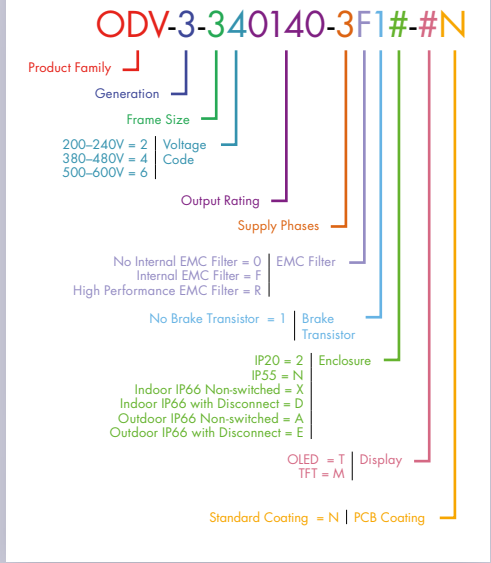 ODV-3-340140-3F1#-#N
Product Family
Generation
Frame Size
200–240V = 2 | Voltage
380–480V = 4 | Code
500–600V = 6
Output Rating
Supply Phases
No Internal EMC Filter = 0 | EMC Filter
Internal EMC Filter = F
High Performance EMC Filter = R
No Brake Transistor = 1 | Brake
Transistor
IP20 = 2 | Enclosure
IP55 = N
Indoor IP66 Non-switched = X
Indoor IP66 with Disconnect = D
Outdoor IP66 Non-switched = A
Outdoor IP66 with Disconnect = E
OLED = T | Display
TFT = M
Standard Coating = N | PCB Coating